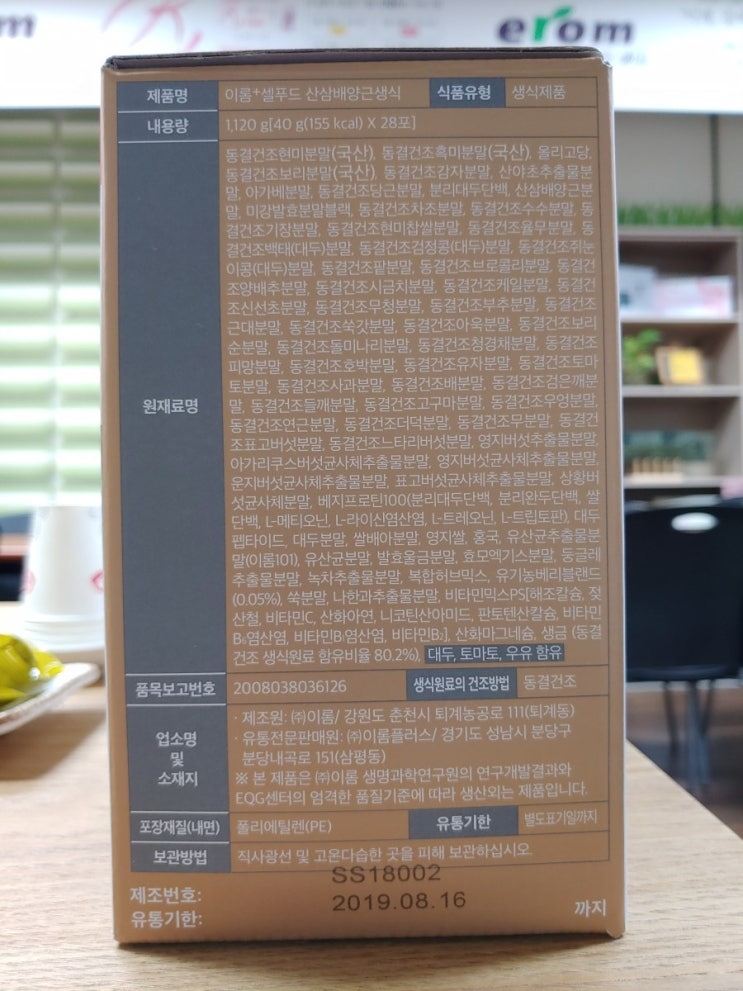 erom
제품명 이롬+셀푸드 산삼배양근생식 식품유형 생식제품
내용량 1,120 g[40 g(155 kcal) X 28포]
원재료명
동결건조현미분말(국산), 동결건조흑미분말(국산), 올리고당,
동결건조보리분말(국산), 동결건조감자분말, 산야초추출물분
말, 아가베분말, 동결건조당근분말, 분리대두단백, 산삼배양근분
말, 미강발효분말블랙, 동결건조차조분말, 동결건조수수분말, 동
결건조기장분말, 동결건조현미찹쌀분말, 동결건조율무분말, 동
결건조백태(대두)분말, 동결건조검정콩(대두)분말, 동결건조쥐눈
이콩(대두)분말, 동결건조팥분말, 동결건조브로콜리분말, 동결건
조양배추분말, 동결건조시금치분말, 동결건조케일분말, 동결건
조신선초분말, 동결건조무청분말, 동결건조부추분말, 동결건조
근대분말, 동결건조쑥갓분말, 동결건조아욱분말, 동결건조보리
순분말, 동결건조돌미나리분말, 동결건조청경채분말, 동결건조
피망분말, 동결건조호박분말, 동결건조유자분말, 동결건조토마
토분말, 동결건조사과분말, 동결건조배분말, 동결건조검은깨분
말, 동결건조들깨분말, 동결건조고구마분말, 동결건조우엉분말,
동결건조연근분말, 동결건조더덕분말, 동결건조무분말, 동결건
조표고버섯분말, 동결건조느타리버섯분말, 영지버섯추출물분말,
아가리쿠스버섯균사체추출물분말, 영지버섯균사체추출물분말,
운지버섯균사체추출물분말, 표고버섯균사체추출물분말, 상황버
섯균사체분말, 베지프로틴100(분리대두단백, 분리완두단백, 쌀
단백, L-메티오닌, L-라이신염산염, L-트레오닌, L-트립토판), 대두
펩타이드, 대두분말, 쌀배아분말, 영지쌀, 홍국, 유산균추출물분
말(이롬101), 유산균분말, 발효울금분말, 효모엑기스분말, 둥글레
추출물분말, 녹차추출물분말, 복합허브믹스, 유기농베리블랜드
(0.05%), 쑥분말, 나한과추출물분말, 비타민믹스PS[해조칼슘, 젖
산철, 비타민C, 산화아연, 니코틴산아미드, 판토텐산칼슘, 비타민
B₆염산염, 비타민B₁염산염, 비타민B₂], 산화마그네슘, 생금 (동결
건조 생식원료 함유비율 80.2%), 대두, 토마토, 우유 함유
품목보고번호 2008038036126 생식원료의 건조방법 동결건조
업소명
및
소재지
· 제조원: ㈜이롬/ 강원도 춘천시 퇴계농공로 111(퇴계동)
· 유통전문판매원: ㈜이롬플러스/ 경기도 성남시 분당구
분당내곡로 151(삼평동)
※ 본 제품은 ㈜이롬 생명과학연구원의 연구개발결과와
EQG센터의 엄격한 품질기준에 따라 생산되는 제품입니다.
포장재질(내면) 폴리에틸렌(PE) 유통기한 별도표기일까지
보관방법 직사광선 및 고온다습한 곳을 피해 보관하십시오.
제조번호: SS18002
유통기한: 2019.08.16 까지